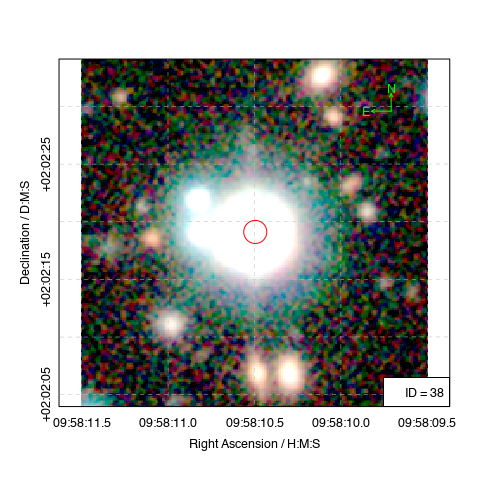 N
E
Declination / D:M:S
+02:02:25
+02:02:15
+02:02:05
ID = 38
09:58:11.5 09:58:11.0 09:58:10.5 09:58:10.0 09:58:09.5
Right Ascension / H:M:S